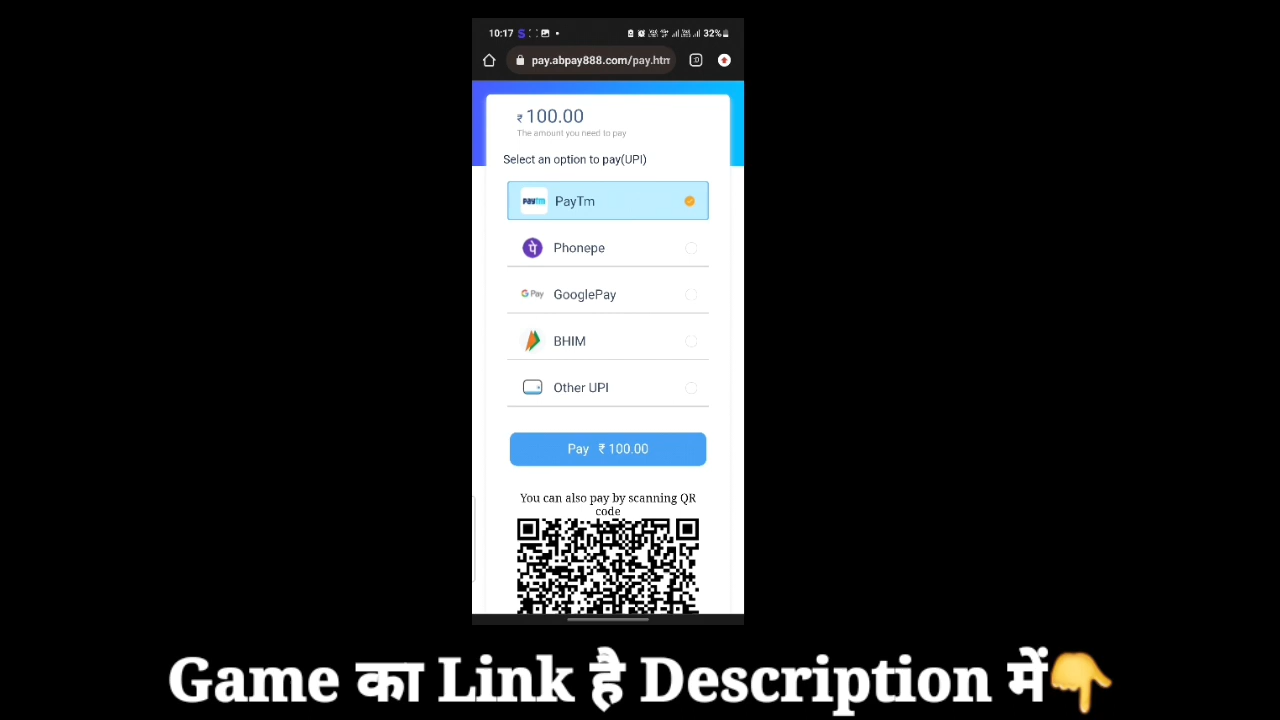 10:17
32%
pay.abpay888.com/pay.htm
₹ 100.00
The amount you need to pay
Select an option to pay(UPI)
Paytm PayTm
पे Phonepe
G Pay GooglePay
BHIM
Other UPI
Pay ₹ 100.00
You can also pay by scanning QR
code
Game का Link है Description में👇